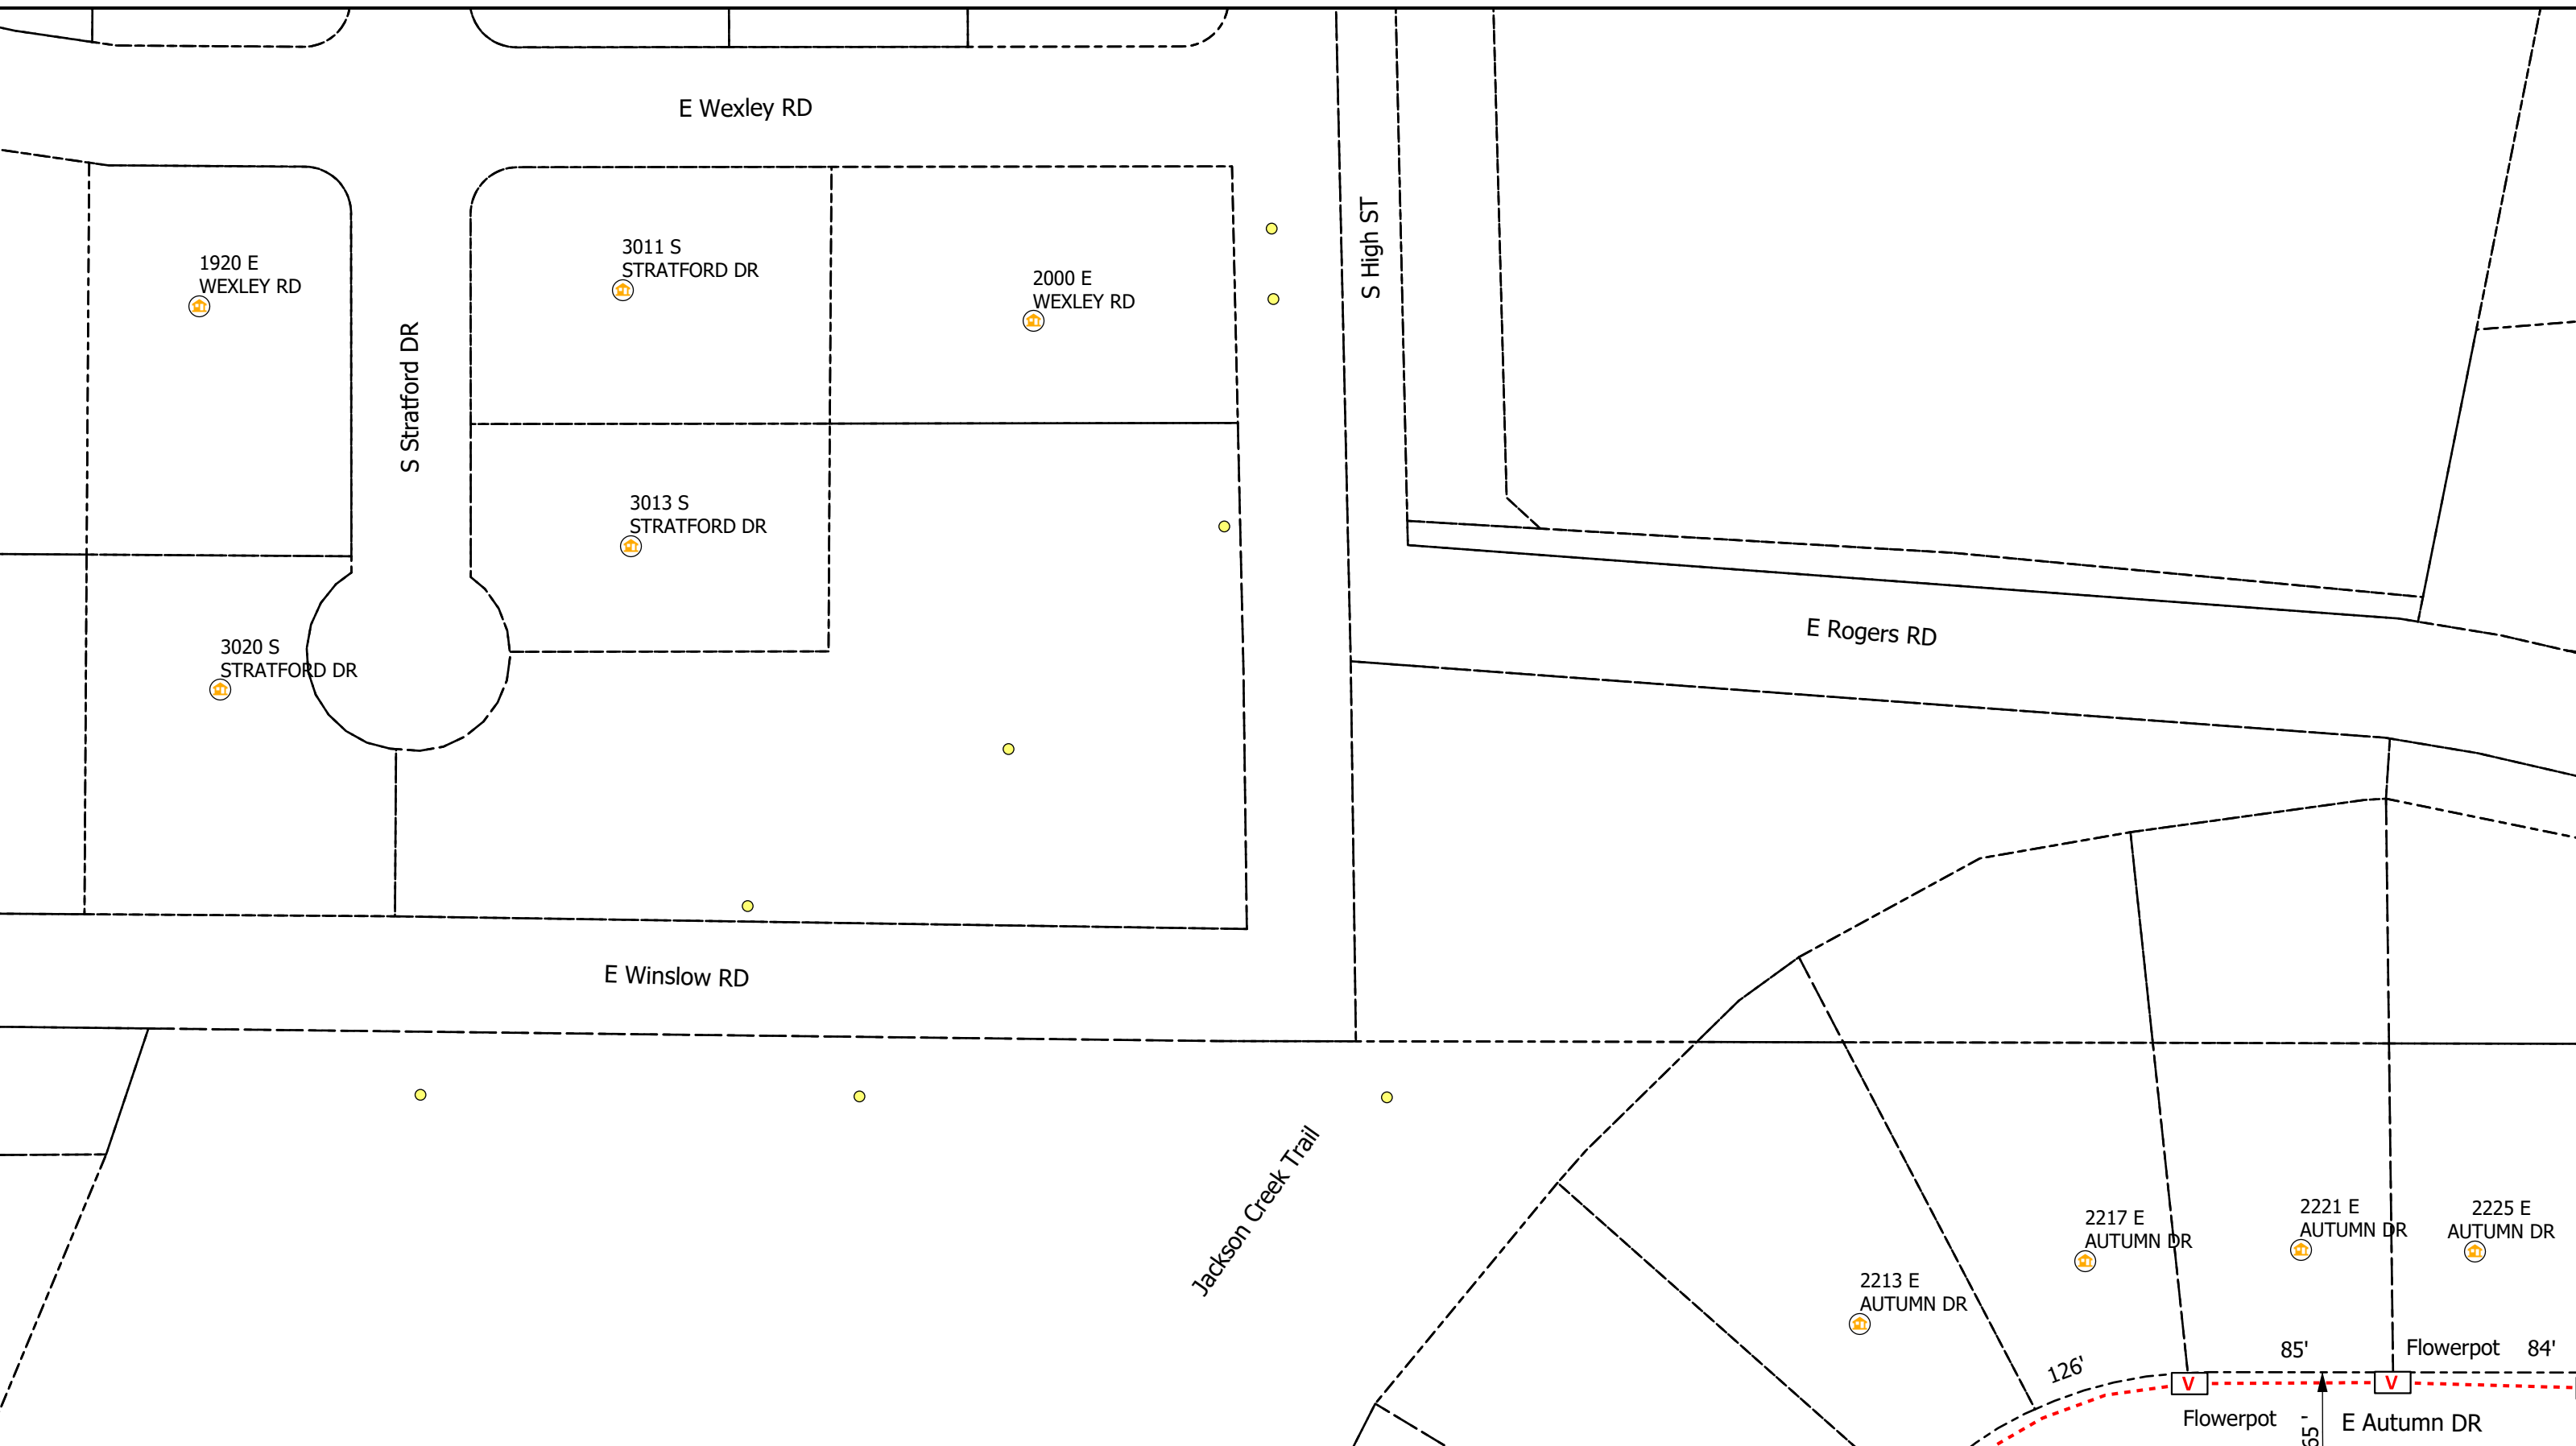 E Wexley RD
S High ST
1920 E
WEXLEY RD
3011 S
STRATFORD DR
2000 E
WEXLEY RD
S Stratford DR
3013 S
STRATFORD DR
E Rogers RD
3020 S
STRATFORD DR
E Winslow RD
Jackson Creek Trail
2213 E
AUTUMN DR
2217 E
AUTUMN DR
2221 E
AUTUMN DR
2225 E
AUTUMN DR
126'
85'
Flowerpot 84'
V
V
Flowerpot
E Autumn DR